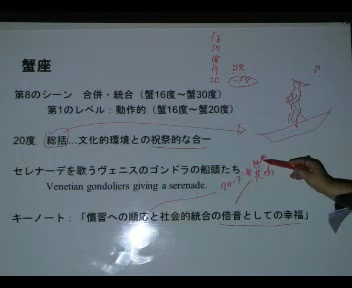 蟹座
第8のシーン 合併・統合(蟹16度~蟹30度)
第1のレベル:動作的(蟹16度~蟹20度)
20度 総括…文化的環境との祝祭的な合一
セレナーデを歌うヴェニスのゴンドラの船頭たち
Venetian gondoliers giving a serenade.
キーノート:「慣習への順応と社会的統合の倍音としての幸福」
16
17
18
19
20